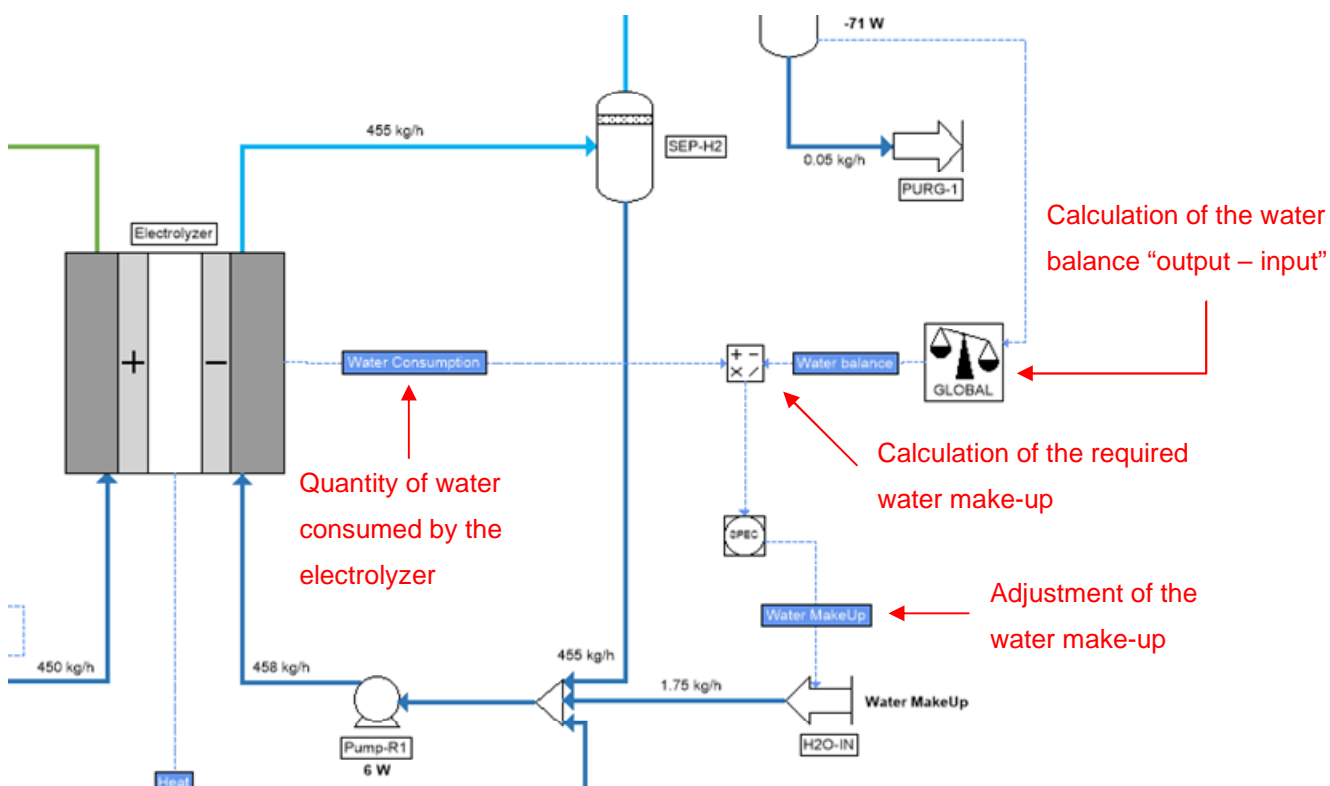 -71 W
455 kg/h
SEP-H2
0.05 kg/h
PURG-1
Calculation of the water
balance “output – input”
Electrolyzer
+
−
Water Consumption
+ −
× ∕
Water balance
GLOBAL
Quantity of water
consumed by the
electrolyzer
Calculation of the required
water make-up
SPEC
Adjustment of the
water make-up
Water MakeUp
450 kg/h
458 kg/h
455 kg/h
1.75 kg/h
Water MakeUp
Pump-R1
6 W
H2O-IN
Heat